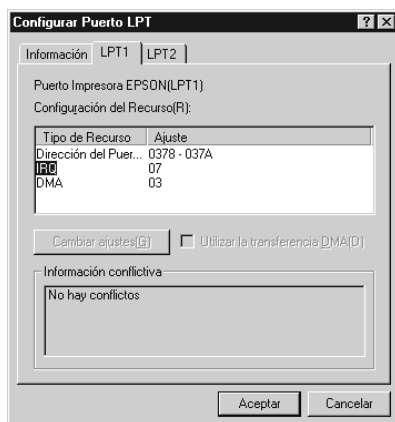 Configurar Puerto LPT
Información LPT1 LPT2
Puerto Impresora EPSON(LPT1)
Configuración del Recurso(R):
Tipo de Recurso Ajuste
Dirección del Puer... 0378 - 037A
IRQ 07
DMA 03
Cambiar ajustes(G) Utilizar la transferencia DMA(D)
Información conflictiva
No hay conflictos
Aceptar Cancelar